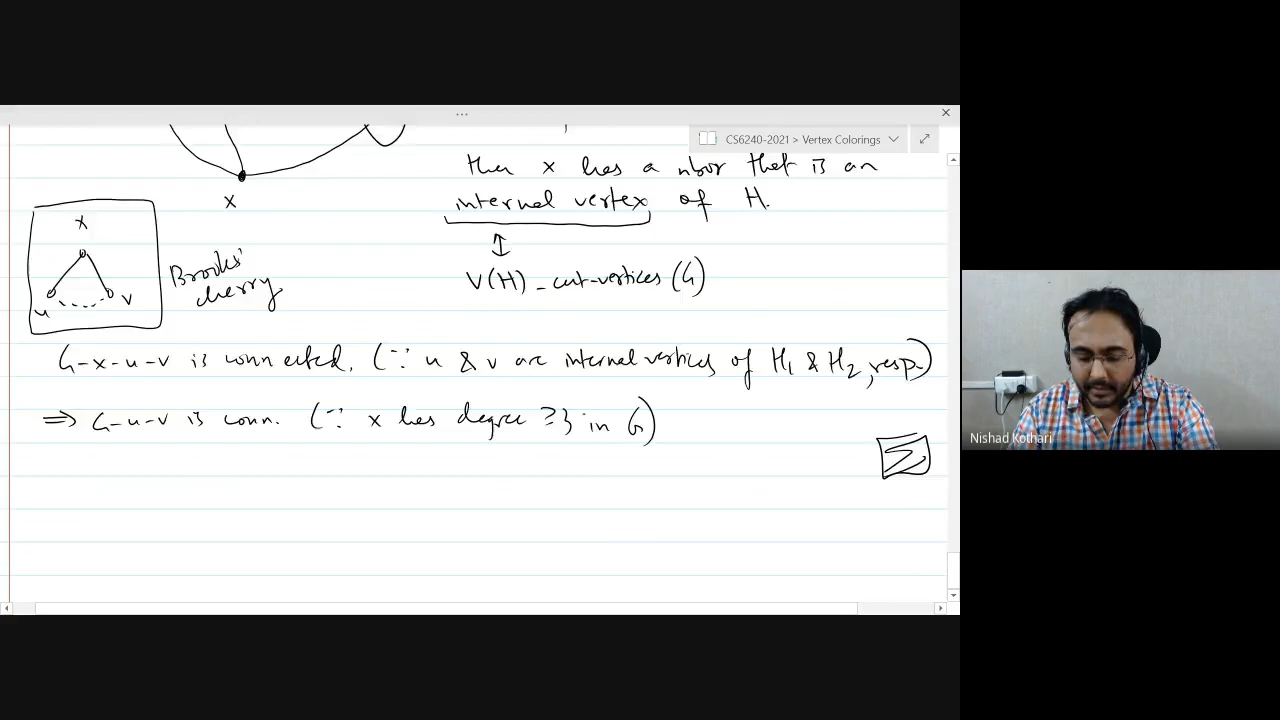 CS6240-2021 > Vertex Colorings
then x has a nbor that is an
internal vertex of H.
x
x
Brooks'
cherry
u
v
V(H) - cut-vertices (G)
G-x-u-v is connected. (∵ u & v are internal vertices of H₁ & H₂, resp.)
⇒ G-u-v is conn. (∵ x has degree ≥3 in G)
Nishad Kothari